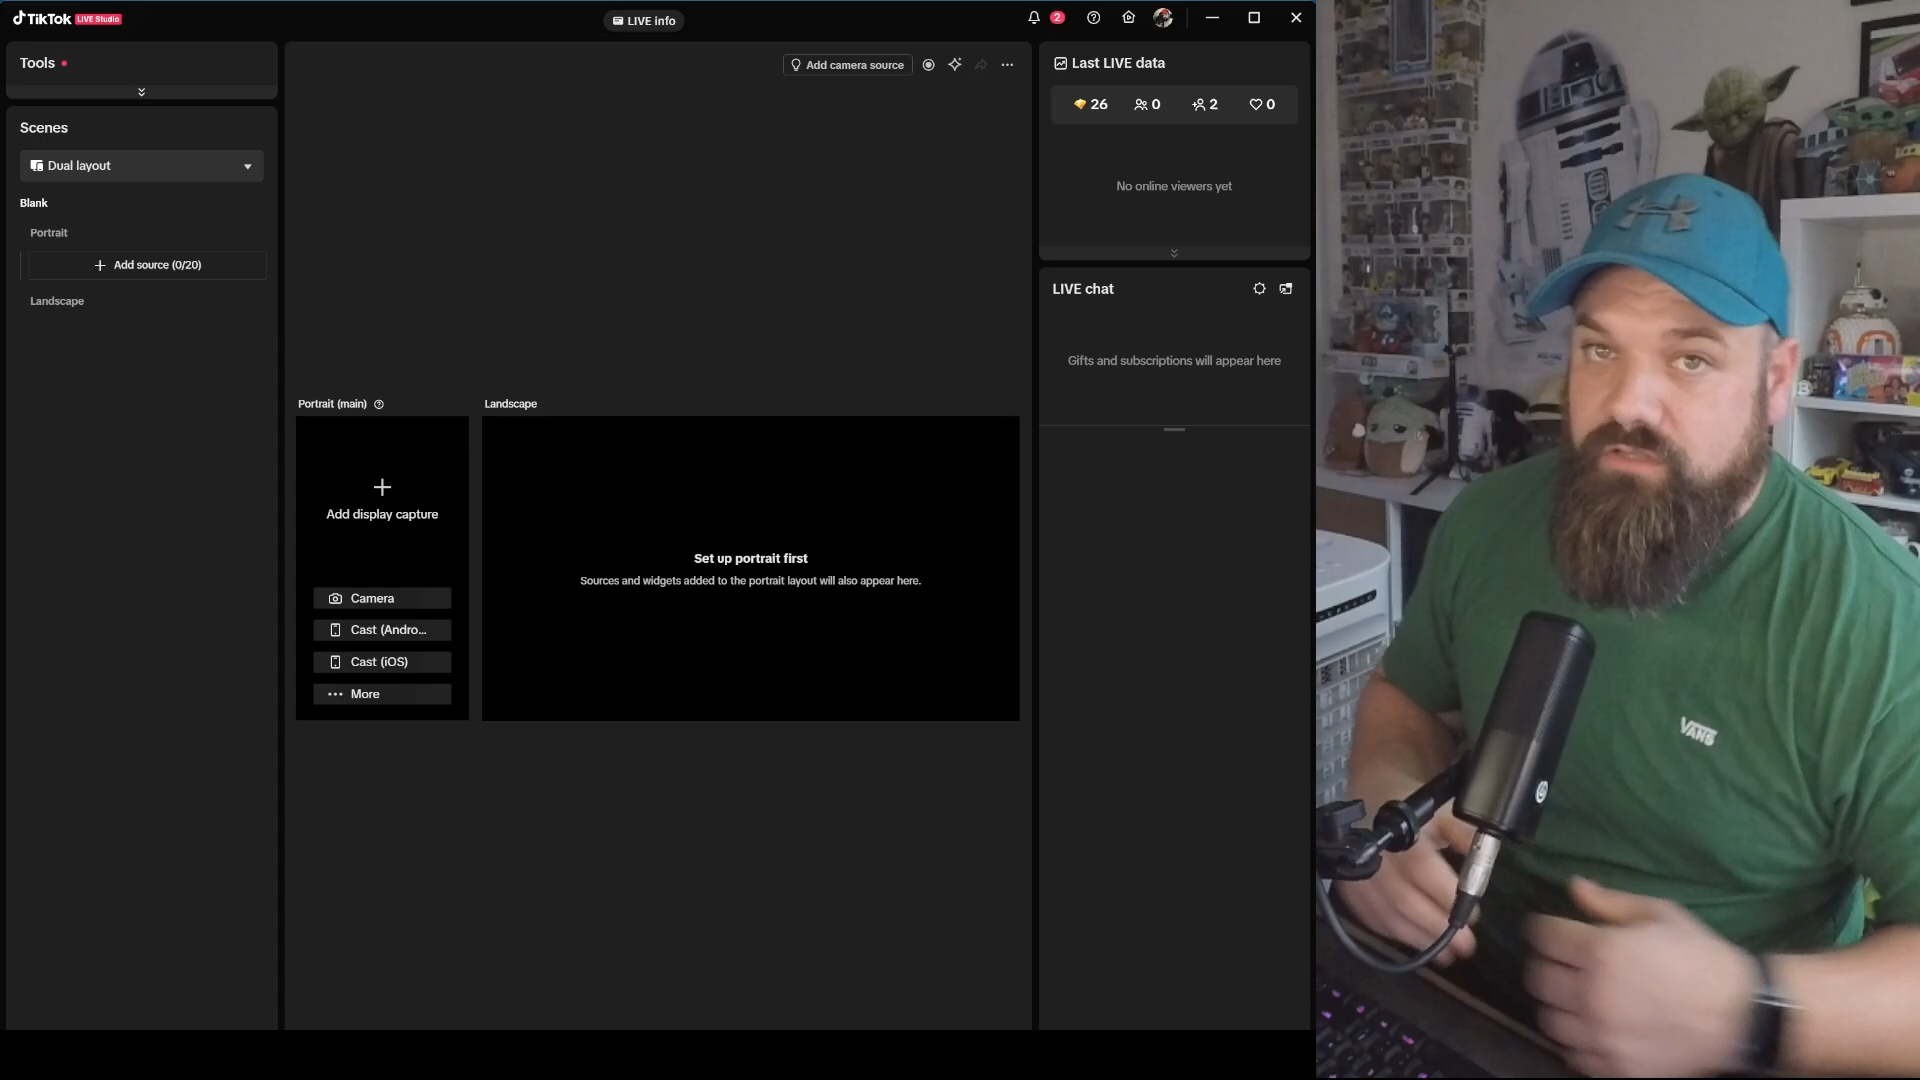 TikTok LIVE Studio
LIVE info
2
Tools
Scenes
Dual layout
Blank
Portrait
Add source (0/20)
Landscape
Add camera source
Portrait (main)
Landscape
Add display capture
Camera
Cast (Andro...
Cast (iOS)
More
Set up portrait first
Sources and widgets added to the portrait layout will also appear here.
Last LIVE data
26 0 2 0
No online viewers yet
LIVE chat
Gifts and subscriptions will appear here
VANS